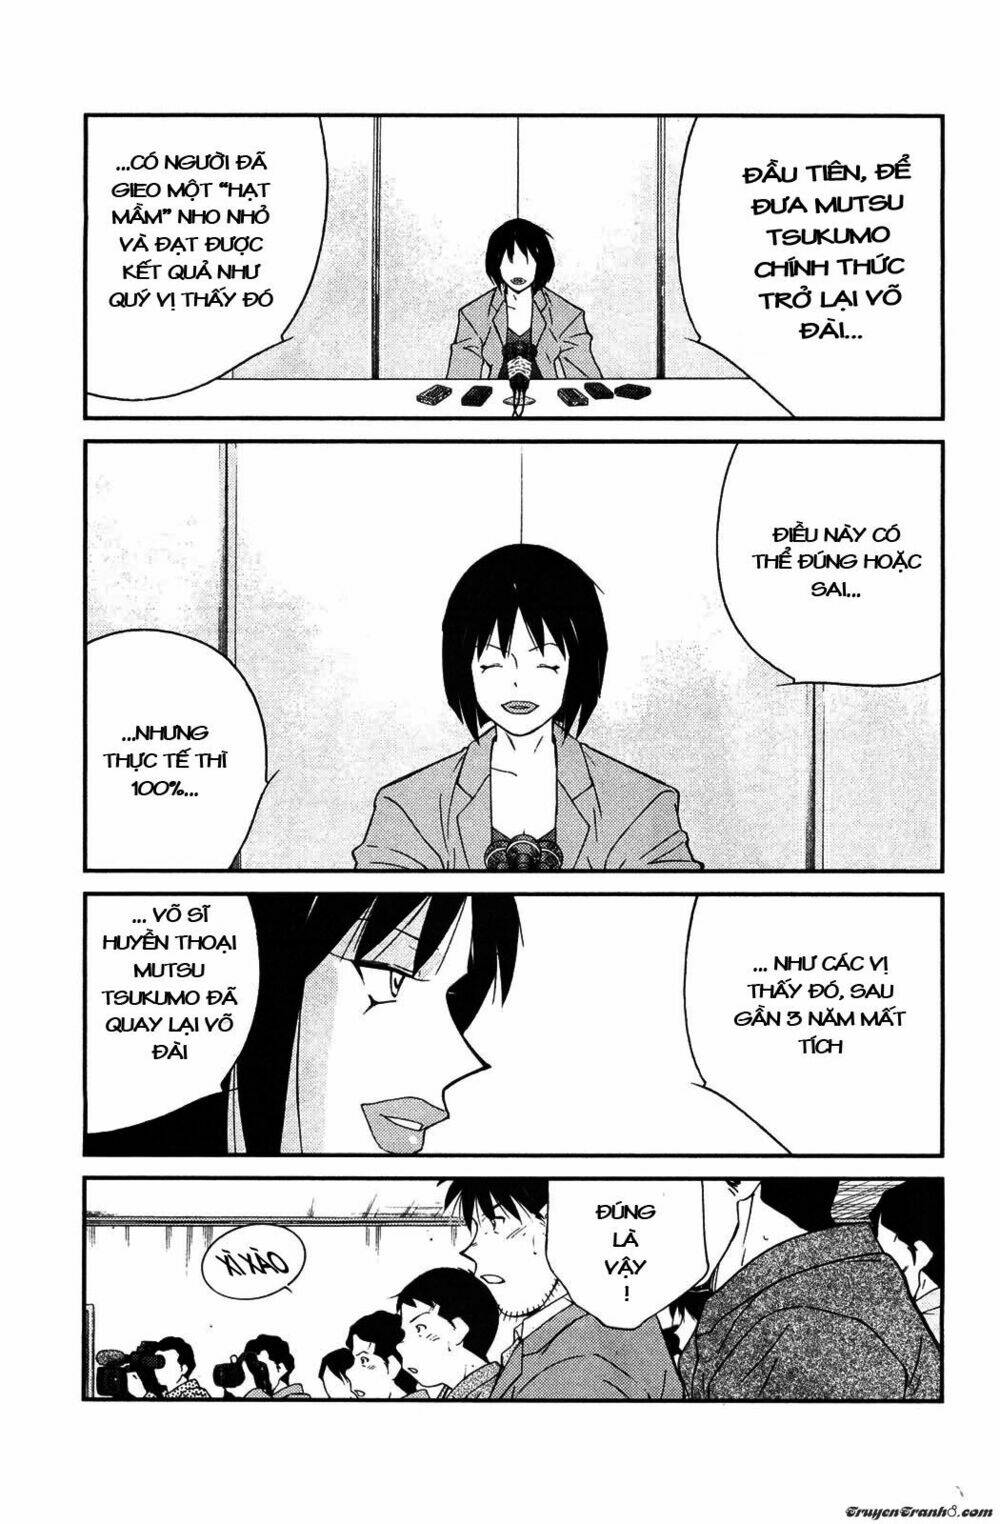 ĐẦU TIÊN, ĐỂ
ĐƯA MUTSU
TSUKUMO
CHÍNH THỨC
TRỞ LẠI VÕ
ĐÀI...
...CÓ NGƯỜI ĐÃ
GIEO MỘT "HẠT
MẦM" NHO NHỎ
VÀ ĐẠT ĐƯỢC
KẾT QUẢ NHƯ
QUÝ VỊ THẤY ĐÓ
ĐIỀU NÀY CÓ
THỂ ĐÚNG HOẶC
SAI...
...NHƯNG
THỰC TẾ THÌ
100%...
... NHƯ CÁC VỊ
THẤY ĐÓ, SAU
GẦN 3 NĂM MẤT
TÍCH
... VÕ SĨ
HUYỀN THOẠI
MUTSU
TSUKUMO ĐÃ
QUAY LẠI VÕ
ĐÀI
ĐÚNG
LÀ
VẬY
!
XÌ XÀO
TruyenTranh8.com